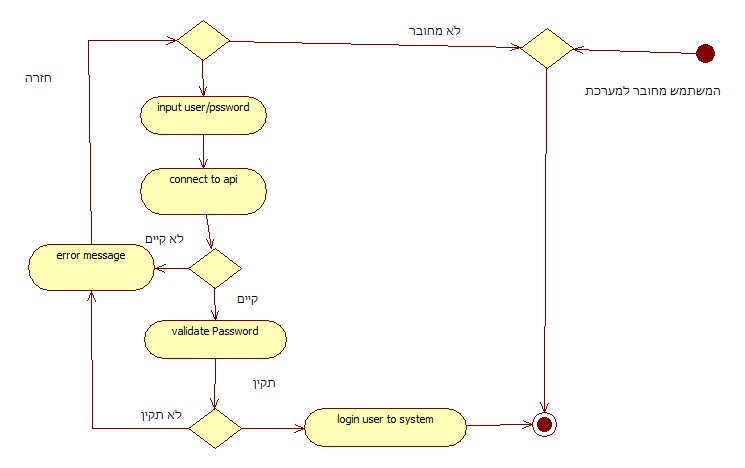 לא מחובר
חזרה
המשתמש מחובר למערכת
input user/pssword
connect to api
לא קיים
error message
קיים
validate Password
תקין
לא תקין
login user to system